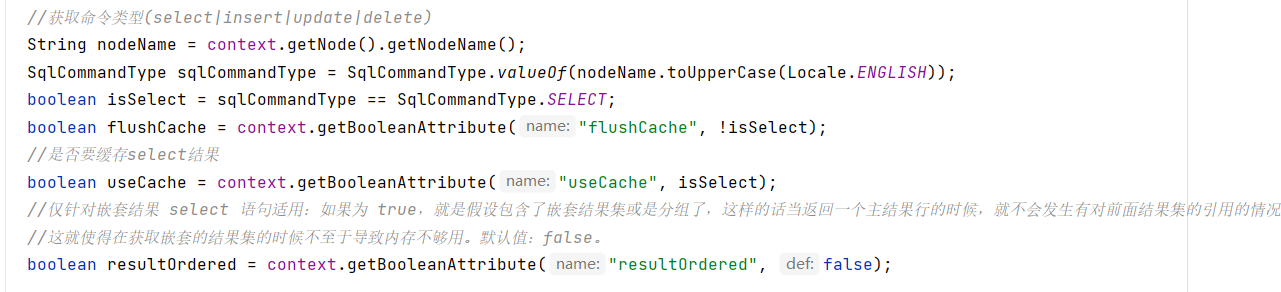 //获取命令类型(select|insert|update|delete)
String nodeName = context.getNode().getNodeName();
SqlCommandType sqlCommandType = SqlCommandType.valueOf(nodeName.toUpperCase(Locale.ENGLISH));
boolean isSelect = sqlCommandType == SqlCommandType.SELECT;
boolean flushCache = context.getBooleanAttribute( name: "flushCache", !isSelect);
//是否要缓存select结果
boolean useCache = context.getBooleanAttribute( name: "useCache", isSelect);
//仅针对嵌套结果 select 语句适用：如果为 true，就是假设包含了嵌套结果集或是分组了，这样的话当返回一个主结果行的时候，就不会发生有对前面结果集的引用的情况
//这就使得在获取嵌套的结果集的时候不至于导致内存不够用。默认值：false。
boolean resultOrdered = context.getBooleanAttribute( name: "resultOrdered", def: false);